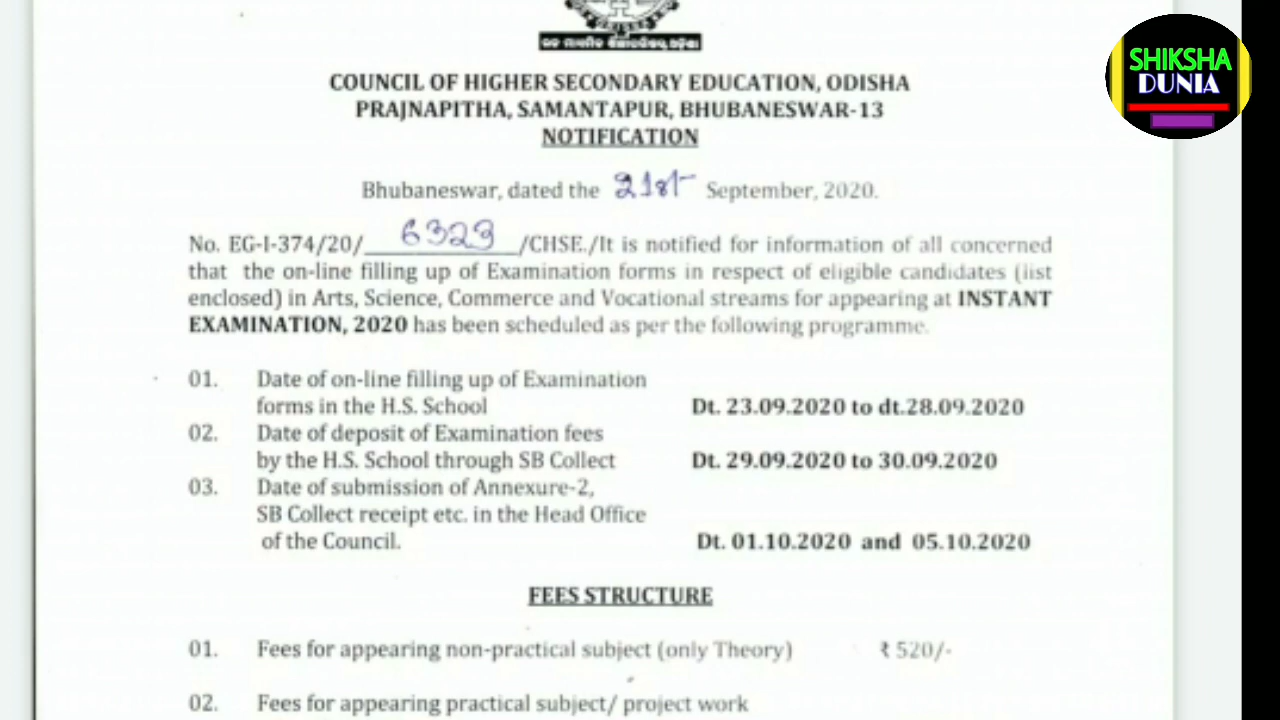 SHIKSHA
DUNIA
COUNCIL OF HIGHER SECONDARY EDUCATION, ODISHA
PRAJNAPITHA, SAMANTAPUR, BHUBANESWAR-13
NOTIFICATION
Bhubaneswar, dated the 21st September, 2020.
No. EG-I-374/20/ 6323 /CHSE./It is notified for information of all concerned
that the on-line filling up of Examination forms in respect of eligible candidates (list
enclosed) in Arts, Science, Commerce and Vocational streams for appearing at INSTANT
EXAMINATION, 2020 has been scheduled as per the following programme.
01. Date of on-line filling up of Examination
forms in the H.S. School Dt. 23.09.2020 to dt.28.09.2020
02. Date of deposit of Examination fees
by the H.S. School through SB Collect Dt. 29.09.2020 to 30.09.2020
03. Date of submission of Annexure-2,
SB Collect receipt etc. in the Head Office
of the Council. Dt. 01.10.2020 and 05.10.2020
FEES STRUCTURE
01. Fees for appearing non-practical subject (only Theory) ₹ 520/-
02. Fees for appearing practical subject/ project work